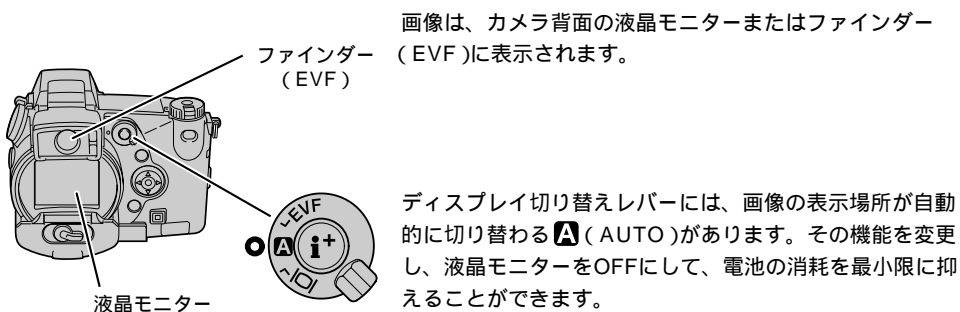 画像は、カメラ背面の液晶モニターまたはファインダー
(EVF)に表示されます。
ファインダー
(EVF)
ディスプレイ切り替えレバーには、画像の表示場所が自動
的に切り替わる A (AUTO)があります。その機能を変更
し、液晶モニターをOFFにして、電池の消耗を最小限に抑
えることができます。
EVF
A
i+
液晶モニター